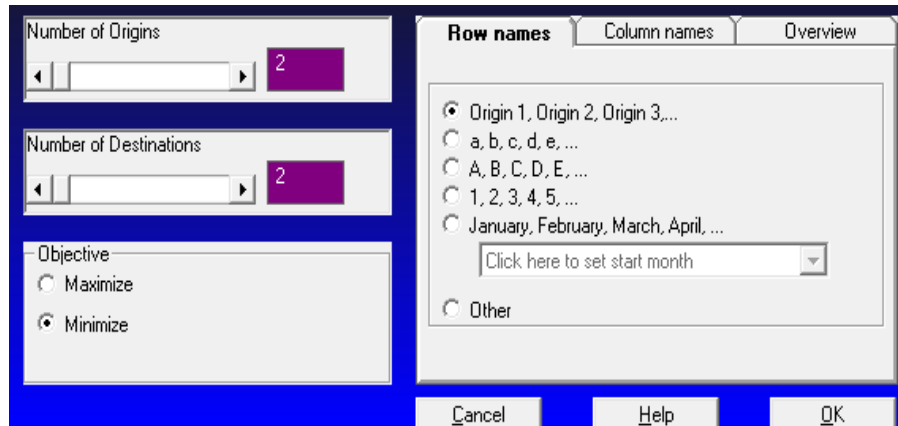 Number of Origins
2
Number of Destinations
2
Objective
Maximize
Minimize
Row names
Column names
Overview
Origin 1, Origin 2, Origin 3,...
a, b, c, d, e, ...
A, B, C, D, E, ...
1, 2, 3, 4, 5, ...
January, February, March, April, ...
Click here to set start month
Other
Cancel
Help
OK